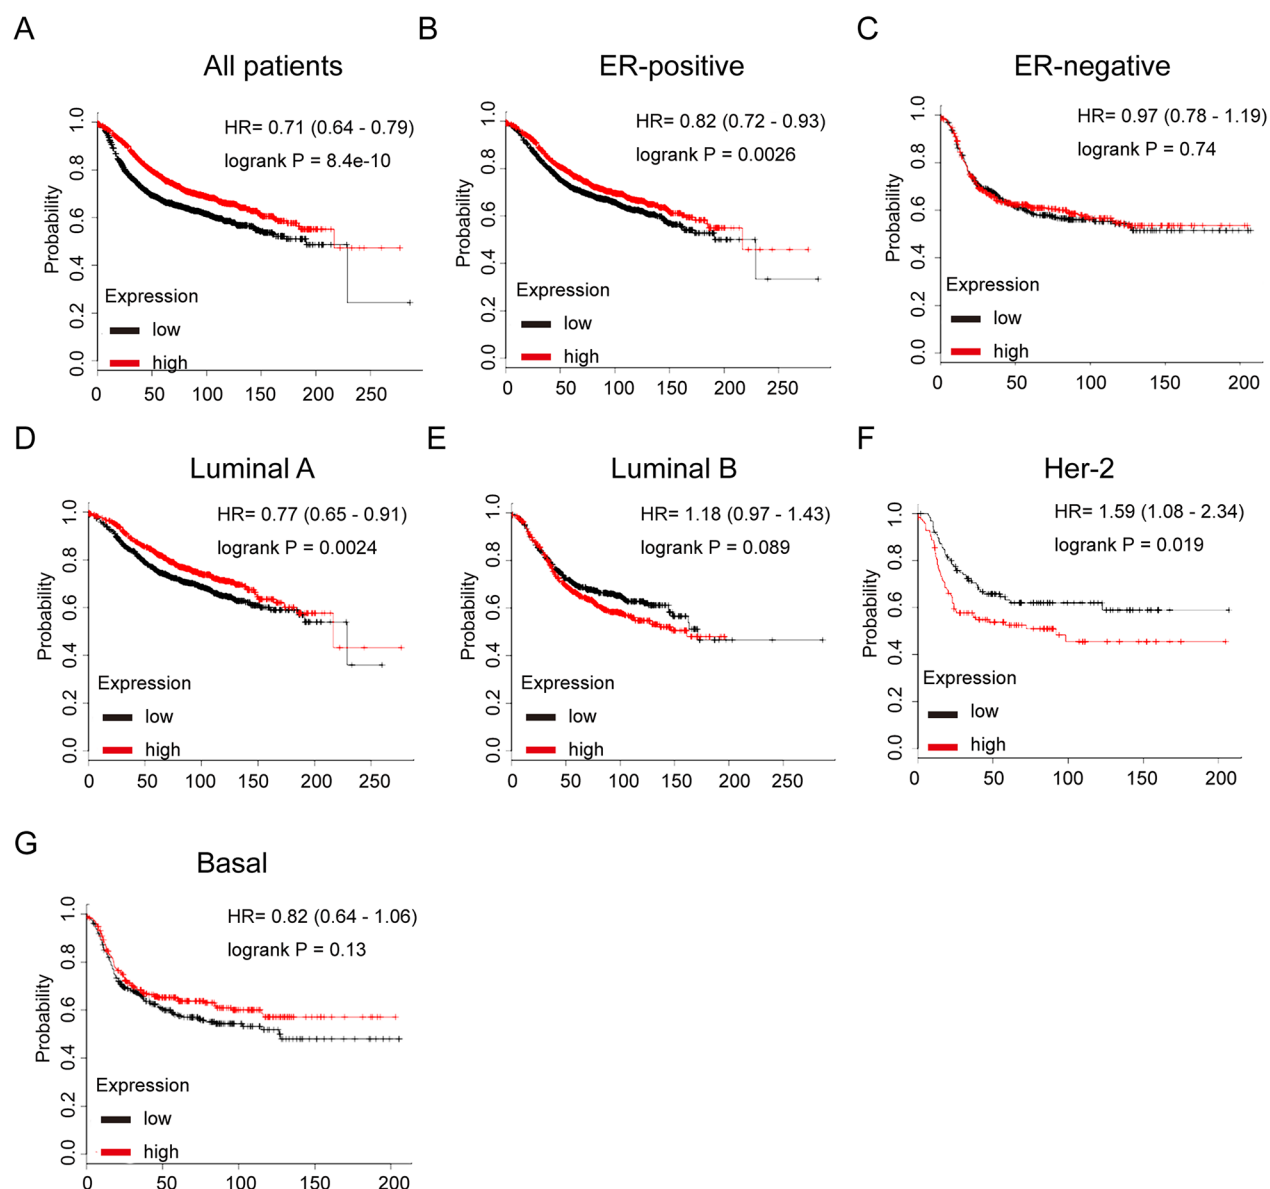 A
All patients
HR= 0.71 (0.64 - 0.79)
logrank P = 8.4e-10
Probability
1.0
0.8
0.6
0.4
0.2
0.0
Expression
low
high
0 50 100 150 200 250
B
ER-positive
HR= 0.82 (0.72 - 0.93)
logrank P = 0.0026
Probability
1.0
0.8
0.6
0.4
0.2
0.0
Expression
low
high
0 50 100 150 200 250
C
ER-negative
HR= 0.97 (0.78 - 1.19)
logrank P = 0.74
Probability
1.0
0.8
0.6
0.4
0.2
0.0
Expression
low
high
0 50 100 150 200
D
Luminal A
HR= 0.77 (0.65 - 0.91)
logrank P = 0.0024
Probability
1.0
0.8
0.6
0.4
0.2
0.0
Expression
low
high
0 50 100 150 200 250
E
Luminal B
HR= 1.18 (0.97 - 1.43)
logrank P = 0.089
Probability
1.0
0.8
0.6
0.4
0.2
0.0
Expression
low
high
0 50 100 150 200 250
F
Her-2
HR= 1.59 (1.08 - 2.34)
logrank P = 0.019
Probability
1.0
0.8
0.6
0.4
0.2
0.0
Expression
low
high
0 50 100 150 200
G
Basal
HR= 0.82 (0.64 - 1.06)
logrank P = 0.13
Probability
1.0
0.8
0.6
0.4
0.2
0.0
Expression
low
high
0 50 100 150 200